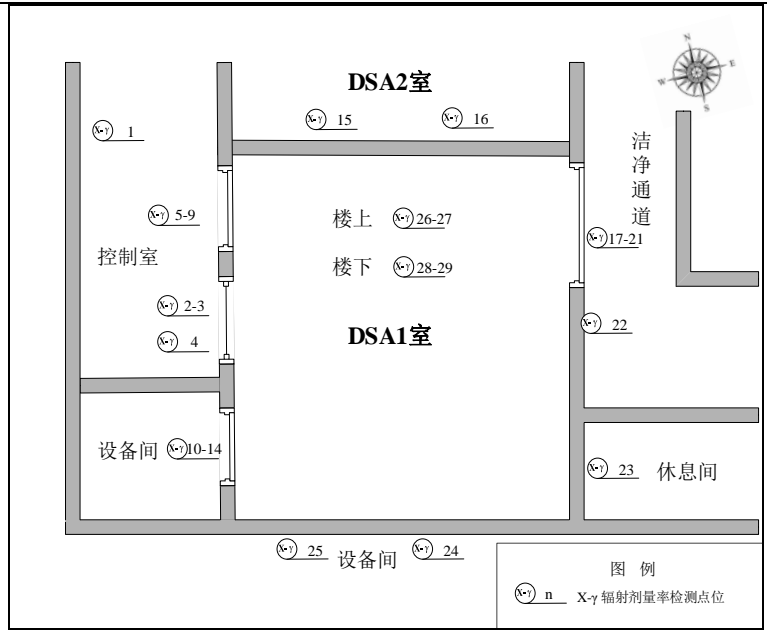 DSA2室
N
E
W
S
X-γ 15
X-γ 16
X-γ 1
洁净通道
X-γ 5-9
楼上 X-γ 26-27
X-γ 17-21
控制室
楼下 X-γ 28-29
X-γ 2-3
X-γ 4
DSA1室
X-γ 22
设备间 X-γ 10-14
X-γ 23 休息间
X-γ 25 设备间 X-γ 24
图 例
X-γ n X-γ 辐射剂量率检测点位